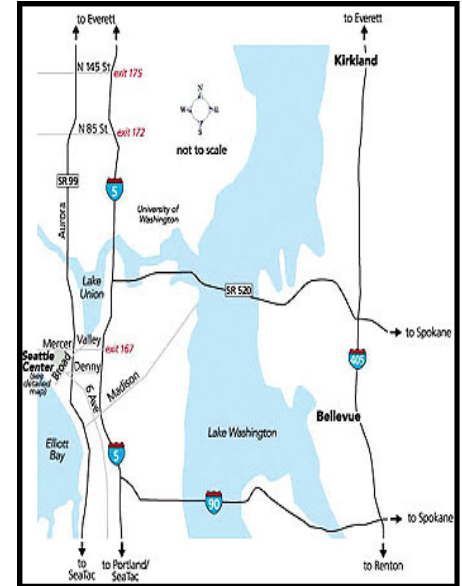 to Everett
to Everett
N 145 St.
exit 175
Kirkland
N
W
E
S
N 85 St.
exit 172
not to scale
SR 99
5
Aurora
University of
Washington
Lake
Union
SR 520
to Spokane
Mercer
Valley
exit 167
405
Seattle
Center
(see
detailed
map)
Broad
Denny
6 Ave
Madison
Bellevue
Elliott
Bay
Lake Washington
5
90
to Spokane
to
SeaTac
to Portland/
SeaTac
to Renton